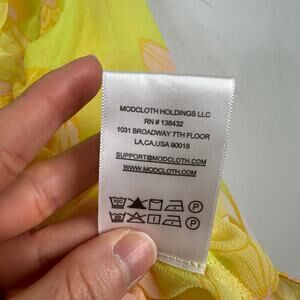 MODCLOTH HOLDINGS LLC
RN # 138432
1031 BROADWAY 7TH FLOOR
LA,CA,USA 90015
SUPPORT@MODCLOTH.COM
WWW.MODCLOTH.COM
P
P